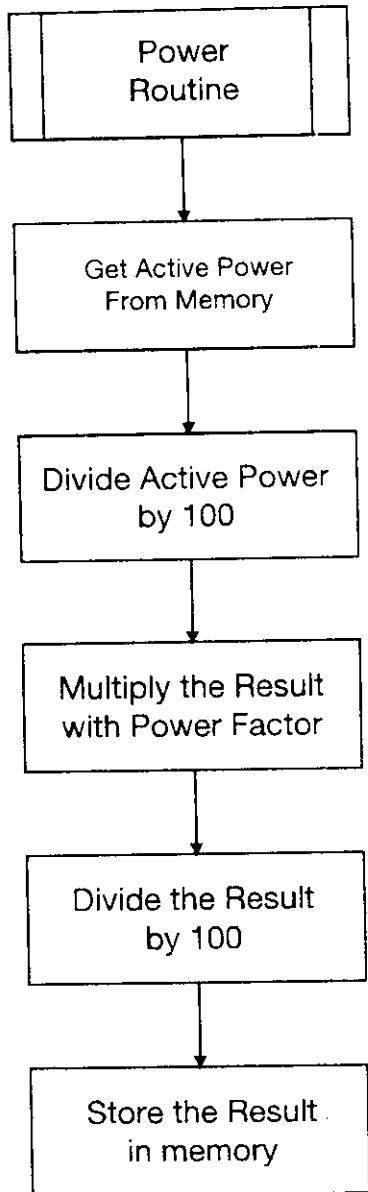 Power
Routine
Get Active Power
From Memory
Divide Active Power
by 100
Multiply the Result
with Power Factor
Divide the Result
by 100
Store the Result
in memory